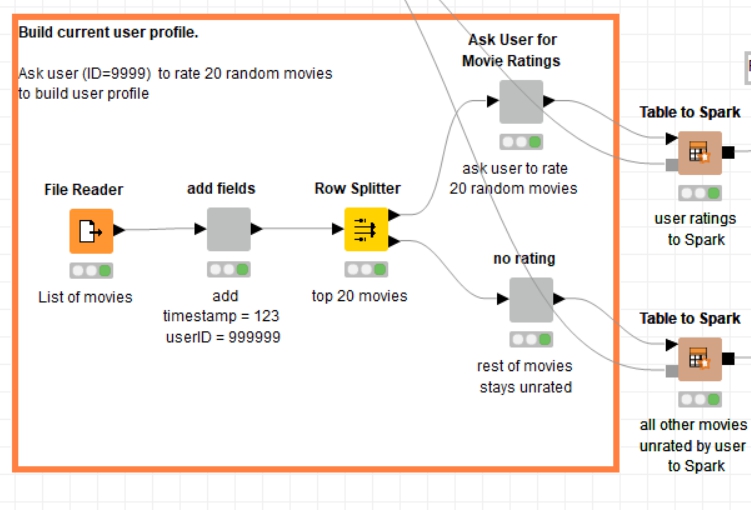 Build current user profile.
Ask user (ID=9999)  to rate 20 random movies
to build user profile
Ask User for
Movie Ratings
ask user to rate
20 random movies
Table to Spark
user ratings
to Spark
File Reader
List of movies
add fields
add
timestamp = 123
userID = 999999
Row Splitter
top 20 movies
no rating
rest of movies
stays unrated
Table to Spark
all other movies
unrated by user
to Spark